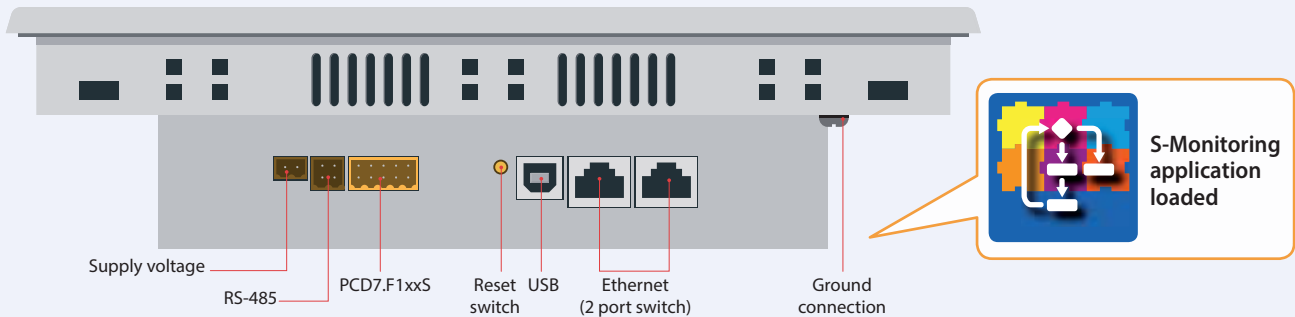 S-Monitoring
application
loaded
Supply voltage
RS-485
PCD7.F1xxS
Reset
switch
USB
Ethernet
(2 port switch)
Ground
connection